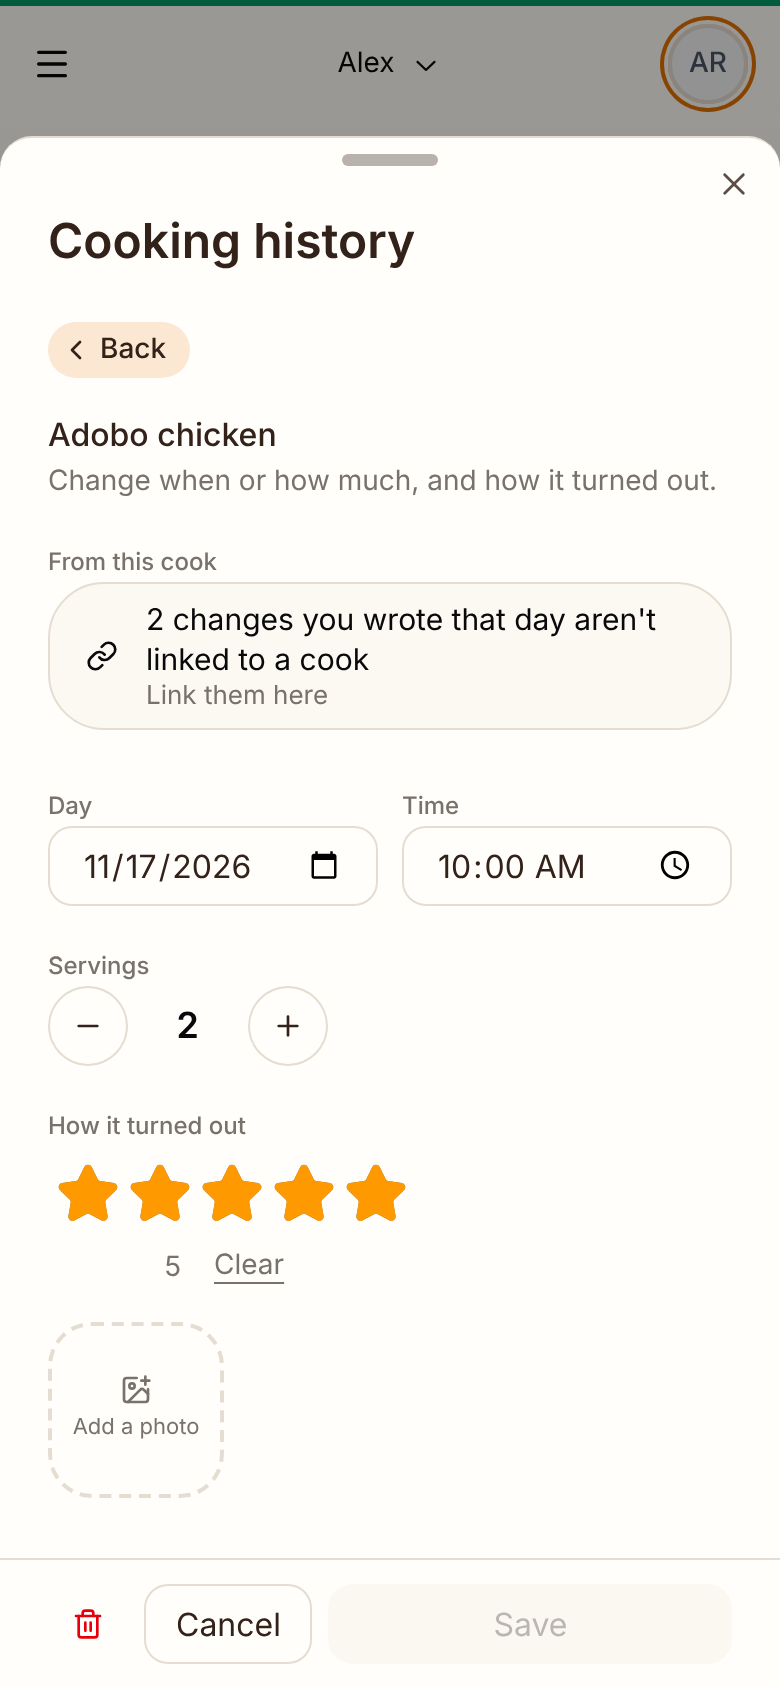 Alex
AR
Cooking history
Back
Adobo chicken
Change when or how much, and how it turned out.
From this cook
2 changes you wrote that day aren't
linked to a cook
Link them here
Day
Time
11/17/2026
10:00 AM
Servings
2
How it turned out
5 Clear
Add a photo
Cancel
Save